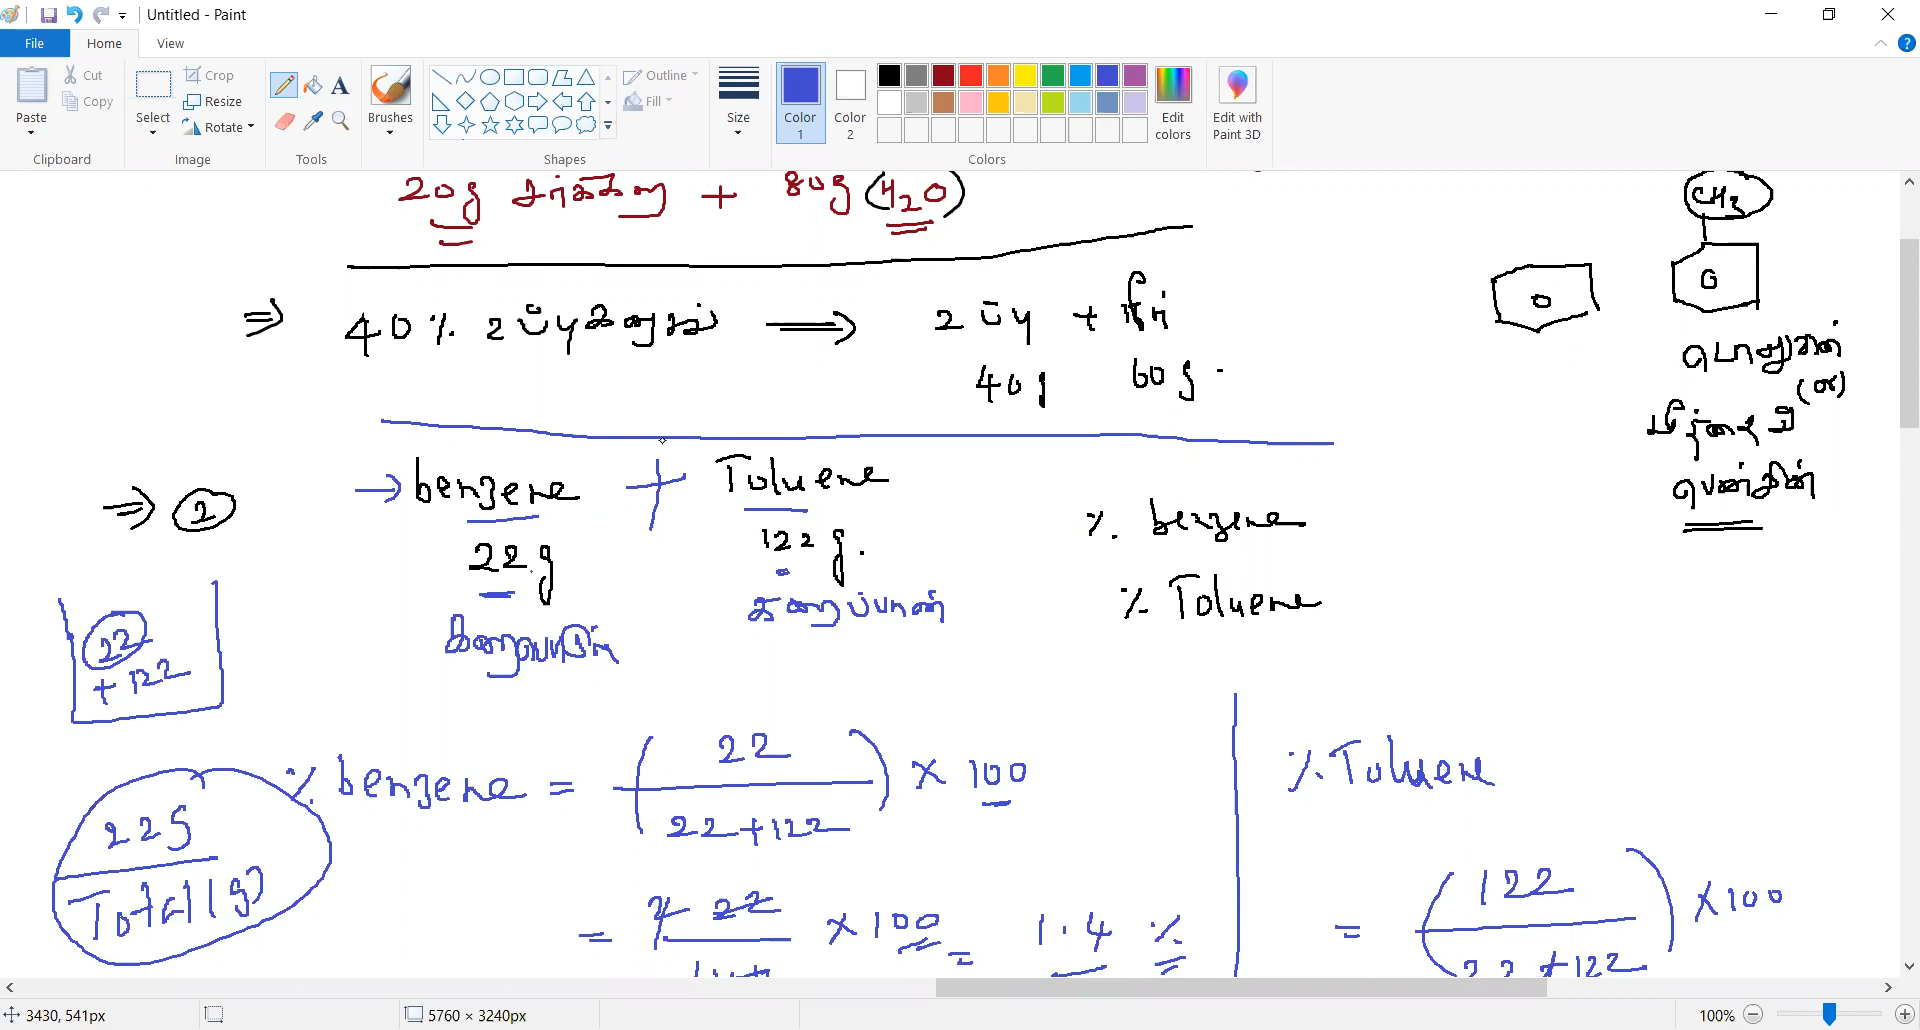 Untitled - Paint
File
Home
View
Paste
Cut
Copy
Clipboard
Select
Crop
Resize
Rotate
Image
Tools
Brushes
Shapes
Outline
Fill
Size
Color 1
Color 2
Edit colors
Edit with Paint 3D
Colors
20g + 80g (H2O)
CH3
⇒ 40 % → உப்பு + நீர்
40g 60g
(or)
⇒ 2 → benzene + Toluene
22g 122g
% benzene
% Toluene
22
+ 122
% benzene = (22 / 22+122) × 100
% Toluene
225
Total (g)
= 22 × 100 = 1.4 %
= (122 / 22+122) × 100
3430, 541px
5760 × 3240px
100%